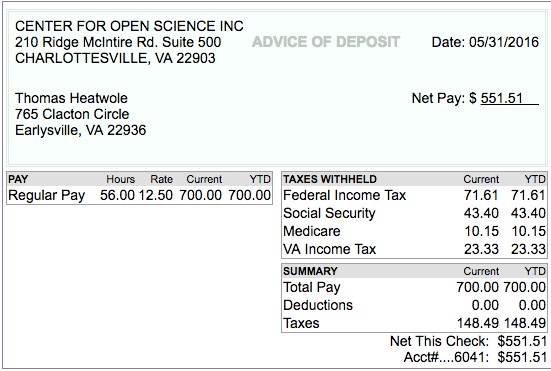 CENTER FOR OPEN SCIENCE INC
210 Ridge McIntire Rd. Suite 500 ADVICE OF DEPOSIT Date: 05/31/2016
CHARLOTTESVILLE, VA 22903
Thomas Heatwole Net Pay: $ 551.51
765 Clacton Circle
Earlysville, VA 22936
PAY Hours Rate Current YTD
Regular Pay 56.00 12.50 700.00 700.00
TAXES WITHHELD Current YTD
Federal Income Tax 71.61 71.61
Social Security 43.40 43.40
Medicare 10.15 10.15
VA Income Tax 23.33 23.33
SUMMARY Current YTD
Total Pay 700.00 700.00
Deductions 0.00 0.00
Taxes 148.49 148.49
Net This Check: $551.51
Acct#....6041: $551.51